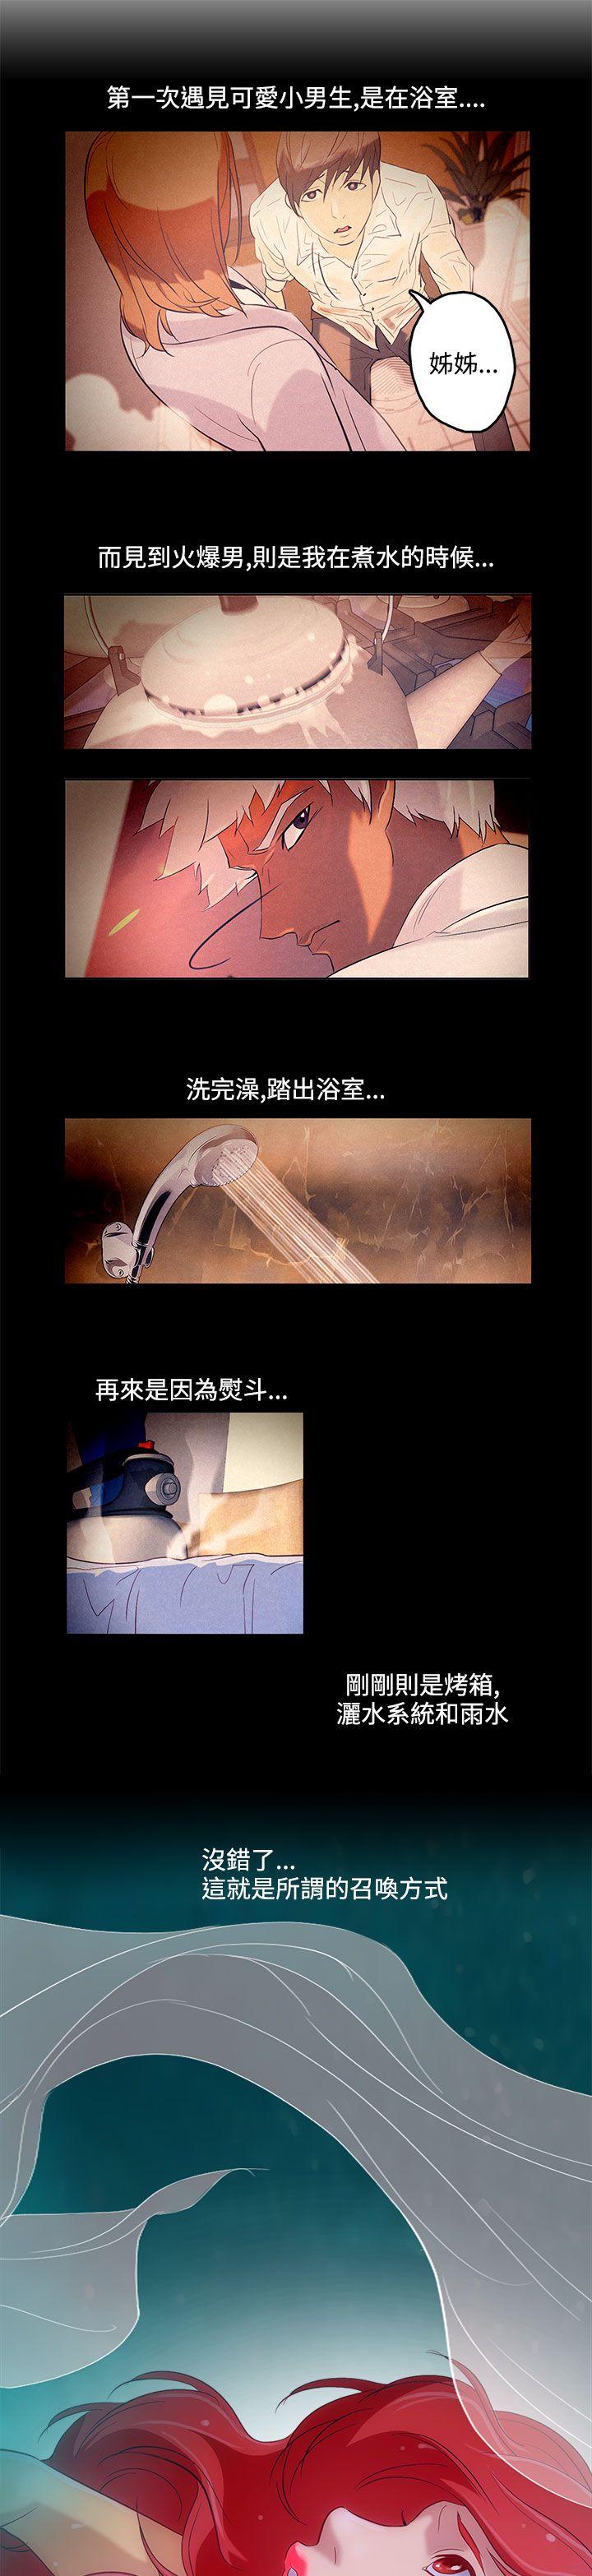 第一次遇見可愛小男生,是在浴室....
姊姊...
而見到火爆男,則是我在煮水的時候...
洗完澡,踏出浴室...
再來是因為熨斗...
剛剛則是烤箱,
灑水系統和雨水
沒錯了...
這就是所謂的召喚方式